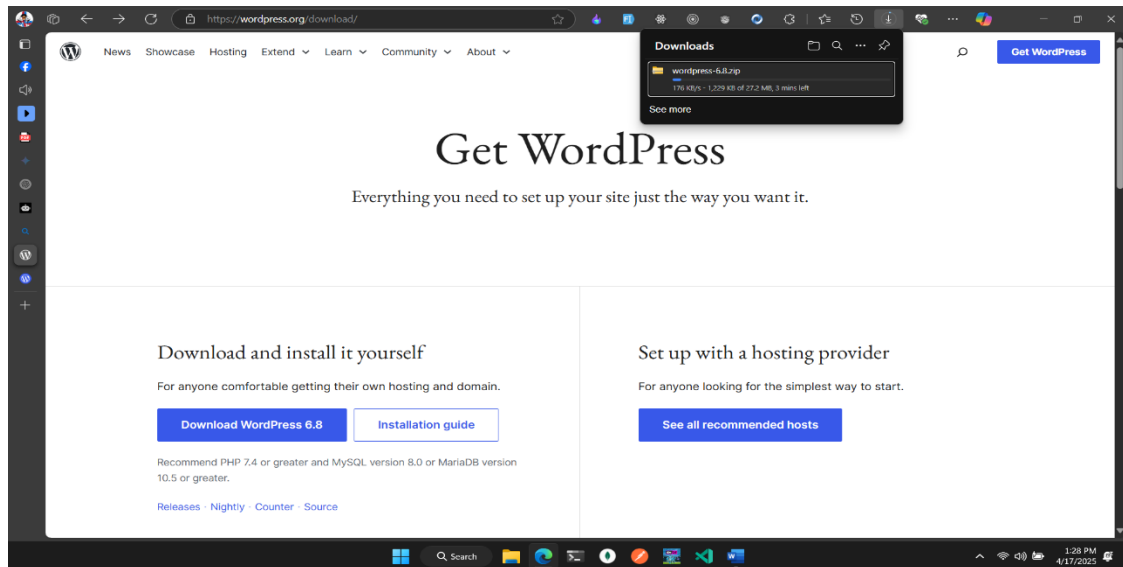 https://wordpress.org/download/
News Showcase Hosting Extend Learn Community About
Get WordPress
Downloads
wordpress-6.8.zip
176 KB/s - 1,229 KB of 27.2 MB, 3 mins left
See more
Get WordPress
Everything you need to set up your site just the way you want it.
Download and install it yourself
For anyone comfortable getting their own hosting and domain.
Download WordPress 6.8 Installation guide
Recommend PHP 7.4 or greater and MySQL version 8.0 or MariaDB version
10.5 or greater.
Releases · Nightly · Counter · Source
Set up with a hosting provider
For anyone looking for the simplest way to start.
See all recommended hosts
Search
1:28 PM
4/17/2025